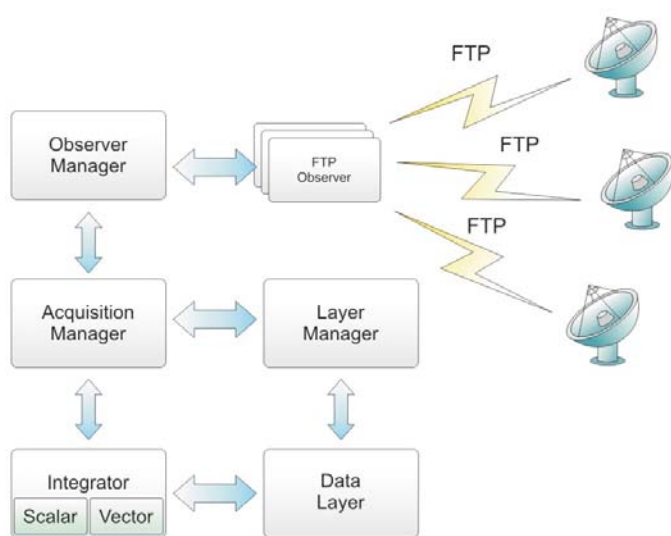 FTP
Observer
Manager
FTP
Observer
FTP
FTP
Acquisition
Manager
Layer
Manager
Integrator
Scalar
Vector
Data
Layer